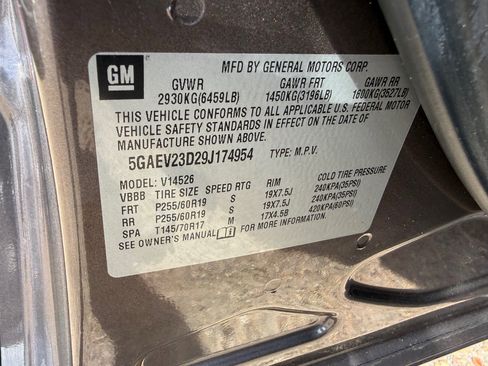 GM
MFD BY GENERAL MOTORS CORP.
GVWR GAWR FRT GAWR RR
2930KG(6459LB) 1450KG(3196LB) 1600KG(3527LB)
THIS VEHICLE CONFORMS TO ALL APPLICABLE U.S. FEDERAL MOTOR
VEHICLE SAFETY STANDARDS IN EFFECT ON THE DATE OF
MANUFACTURE SHOWN ABOVE.
5GAEV23D29J174954 TYPE: M.P.V.
MODEL: V14526
VBBB TIRE SIZE SPEED RTG RIM COLD TIRE PRESSURE
FRT P255/60R19 S 19X7.5J 240KPA(35PSI)
RR P255/60R19 S 19X7.5J 240KPA(35PSI)
SPA T145/70R17 M 17X4.5B 420KPA(60PSI)
SEE OWNER'S MANUAL